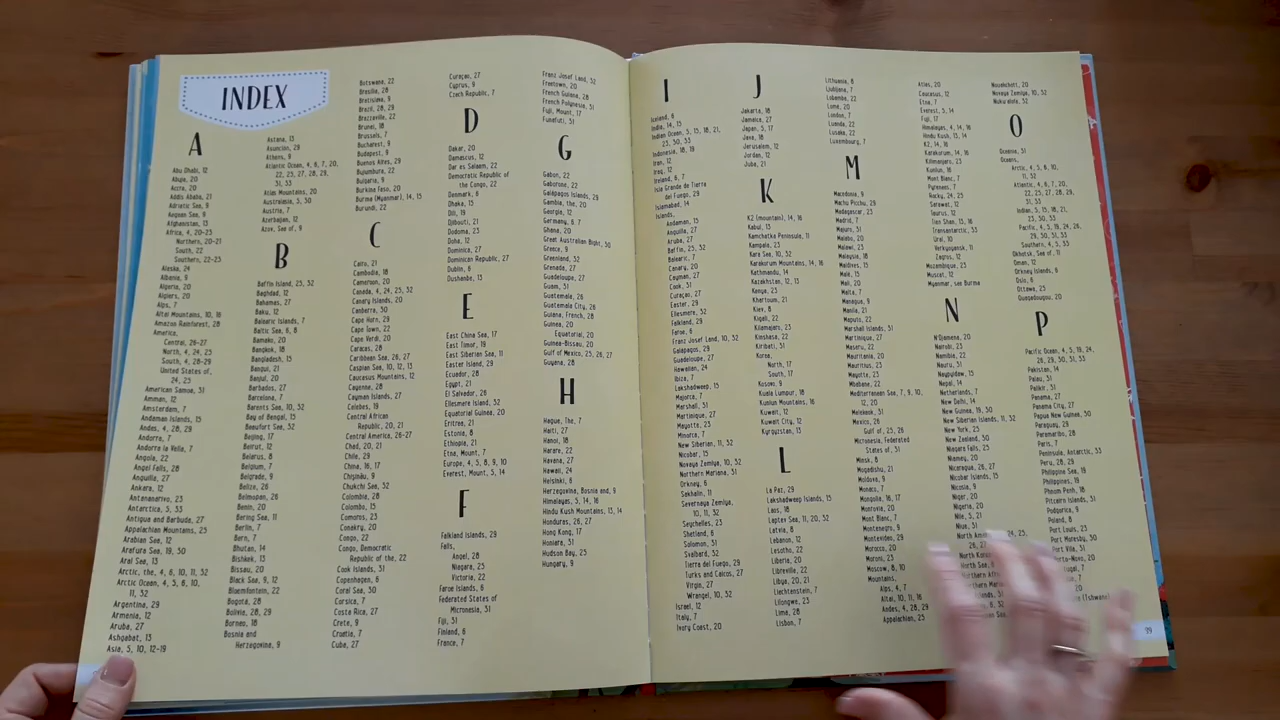 INDEX
A
Abu Dhabi, 12
Abuja, 20
Accra, 20
Addis Ababa, 21
Adriatic Sea, 9
Aegean Sea, 9
Afghanistan, 13
Africa, 4, 20-23
Northern, 20-21
South, 22
Southern, 22-23
Alaska, 24
Albania, 9
Algeria, 20
Algiers, 20
Alps, 7
Altai Mountains, 10, 16
Amazon Rainforest, 28
America,
Central, 26-27
North, 4, 24, 25
South, 4, 28-29
United States of,
24, 25
American Samoa, 31
Amman, 12
Amsterdam, 7
Andaman Islands, 15
Andes, 4, 28, 29
Andorra, 7
Andorra la Vella, 7
Angola, 22
Angel Falls, 28
Anguilla, 27
Ankara, 12
Antananarivo, 23
Antarctica, 5, 33
Antigua and Barbuda, 27
Appalachian Mountains, 25
Arabian Sea, 12
Arafura Sea, 19, 30
Aral Sea, 13
Arctic, the, 4, 6, 10, 11, 32
Arctic Ocean, 4, 5, 6, 10,
11, 32
Argentina, 29
Armenia, 12
Aruba, 27
Ashgabat, 13
Asia, 5, 10, 12-19
Astana, 13
Asunción, 29
Athens, 9
Atlantic Ocean, 4, 6, 7, 20,
22, 25, 27, 28, 29,
31, 33
Atlas Mountains, 20
Australasia, 5, 30
Austria, 7
Azerbaijan, 12
Azov, Sea of, 9
B
Baffin Island, 25, 32
Baghdad, 12
Bahamas, 27
Baku, 12
Balearic Islands, 7
Baltic Sea, 6, 8
Bamako, 20
Bangkok, 18
Bangladesh, 15
Bangui, 21
Banjul, 20
Barbados, 27
Barcelona, 7
Barents Sea, 10, 32
Bay of Bengal, 15
Beaufort Sea, 32
Beijing, 17
Beirut, 12
Belarus, 8
Belgium, 7
Belgrade, 9
Belize, 26
Belmopan, 26
Benin, 20
Bering Sea, 11
Berlin, 7
Bern, 7
Bhutan, 14
Bishkek, 13
Bissau, 20
Black Sea, 9, 12
Bloemfontein, 22
Bogotá, 28
Bolivia, 28, 29
Borneo, 18
Bosnia and
Herzegovina, 9
Botswana, 22
Brasília, 28
Bratislava, 9
Brazil, 28, 29
Brazzaville, 22
Brunei, 18
Brussels, 7
Bucharest, 9
Budapest, 9
Buenos Aires, 29
Bujumbura, 22
Bulgaria, 9
Burkina Faso, 20
Burma (Myanmar), 14, 15
Burundi, 22
C
Cairo, 21
Cambodia, 18
Cameroon, 20
Canada, 4, 24, 25, 32
Canary Islands, 20
Canberra, 30
Cape Horn, 29
Cape Town, 22
Cape Verde, 20
Caracas, 28
Caribbean Sea, 26, 27
Caspian Sea, 10, 12, 13
Caucasus Mountains, 12
Cayenne, 28
Cayman Islands, 27
Celebes, 19
Central African
Republic, 20, 21
Central America, 26-27
Chad, 20, 21
Chile, 29
China, 16, 17
Chişinău, 9
Chukchi Sea, 32
Colombia, 28
Colombo, 15
Comoros, 23
Conakry, 20
Congo, 22
Congo, Democratic
Republic of the, 22
Cook Islands, 31
Copenhagen, 6
Coral Sea, 30
Corsica, 7
Costa Rica, 27
Crete, 9
Croatia, 7
Cuba, 27
Curaçao, 27
Cyprus, 9
Czech Republic, 7
D
Dakar, 20
Damascus, 12
Dar es Salaam, 22
Democratic Republic of
the Congo, 22
Denmark, 6
Dhaka, 15
Dili, 19
Djibouti, 21
Dodoma, 23
Doha, 12
Dominica, 27
Dominican Republic, 27
Dublin, 6
Dushanbe, 13
E
East China Sea, 17
East Timor, 19
East Siberian Sea, 11
Easter Island, 29
Ecuador, 28
Egypt, 21
El Salvador, 26
Ellesmere Island, 32
Equatorial Guinea, 20
Eritrea, 21
Estonia, 8
Ethiopia, 21
Etna, Mount, 7
Europe, 4, 5, 8, 9, 10
Everest, Mount, 5, 14
F
Falkland Islands, 29
Falls,
Angel, 28
Niagara, 25
Victoria, 22
Faroe Islands, 6
Federated States of
Micronesia, 31
Fiji, 31
Finland, 6
France, 7
Franz Josef Land, 32
Freetown, 20
French Guiana, 28
French Polynesia, 31
Fuji, Mount, 17
Funafuti, 31
G
Gabon, 22
Gaborone, 22
Galápagos Islands, 29
Gambia, the, 20
Georgia, 12
Germany, 6, 7
Ghana, 20
Great Australian Bight, 30
Greece, 9
Greenland, 32
Grenada, 27
Guadeloupe, 27
Guam, 31
Guatemala, 26
Guatemala City, 26
Guiana, French, 28
Guinea, 20
Equatorial, 20
Guinea-Bissau, 20
Gulf of Mexico, 25, 26, 27
Guyana, 28
H
Hague, The, 7
Haiti, 27
Hanoi, 18
Harare, 22
Havana, 27
Hawaii, 24
Helsinki, 6
Herzegovina, Bosnia and, 9
Himalayas, 5, 14, 16
Hindu Kush Mountains, 13, 14
Honduras, 26, 27
Hong Kong, 17
Honiara, 31
Hudson Bay, 25
Hungary, 9
I
Iceland, 6
India, 14, 15
Indian Ocean, 5, 15, 18, 21,
23, 30, 33
Indonesia, 18, 19
Iran, 12
Iraq, 12
Ireland, 6, 7
Isla Grande de Tierra
del Fuego, 29
Islamabad, 14
Islands,
Andaman, 15
Anguilla, 27
Aruba, 27
Baffin, 25, 32
Balearic, 7
Canary, 20
Cayman, 27
Cook, 31
Curaçao, 27
Easter, 29
Ellesmere, 32
Falkland, 29
Faroe, 6
Franz Josef Land, 10, 32
Galápagos, 29
Guadeloupe, 27
Hawaiian, 24
Ibiza, 7
Lakshadweep, 15
Majorca, 7
Marshall, 31
Martinique, 27
Mayotte, 23
Minorca, 7
New Siberian, 11, 32
Nicobar, 15
Novaya Zemlya, 10, 32
Northern Mariana, 31
Orkney, 6
Sakhalin, 11
Severnaya Zemlya,
10, 11, 32
Seychelles, 23
Shetland, 6
Solomon, 31
Svalbard, 32
Tierra del Fuego, 29
Turks and Caicos, 27
Virgin, 27
Wrangel, 10, 32
Israel, 12
Italy, 7
Ivory Coast, 20
J
Jakarta, 18
Jamaica, 27
Japan, 5, 17
Java, 18
Jerusalem, 12
Jordan, 12
Juba, 21
K
K2 (mountain), 14, 16
Kabul, 13
Kamchatka Peninsula, 11
Kampala, 23
Kara Sea, 10, 32
Karakorum Mountains, 14, 16
Kathmandu, 14
Kazakhstan, 12, 13
Kenya, 23
Khartoum, 21
Kiev, 8
Kigali, 22
Kilamajaro, 23
Kinshasa, 22
Kiribati, 31
Korea,
North, 17
South, 17
Kosovo, 9
Kuala Lumpur, 18
Kunlun Mountains, 16
Kuwait, 12
Kuwait City, 12
Kyrgyzstan, 13
L
La Paz, 29
Lakshadweep Islands, 15
Laos, 18
Laptev Sea, 11, 20, 32
Latvia, 8
Lebanon, 12
Lesotho, 22
Liberia, 20
Libreville, 22
Libya, 20, 21
Liechtenstein, 7
Lilongwe, 23
Lima, 28
Lisbon, 7
Lithuania, 8
Ljubljana, 7
Lobamba, 22
Lomé, 20
London, 7
Luanda, 22
Lusaka, 22
Luxembourg, 7
M
Macedonia, 9
Machu Picchu, 29
Madagascar, 23
Madrid, 7
Majuro, 31
Malabo, 20
Malawi, 23
Malaysia, 18
Maldives, 15
Malé, 15
Mali, 20
Malta, 7
Managua, 9
Manila, 21
Maputo, 22
Marshall Islands, 31
Martinique, 27
Maseru, 22
Mauritania, 20
Mauritius, 23
Mayotte, 23
Mbabane, 22
Mediterranean Sea, 7, 9, 10,
12, 20
Melekeok, 31
Mexico, 26
Gulf of, 25, 26
Micronesia, Federated
States of, 31
Minsk, 8
Mogadishu, 21
Moldova, 9
Monaco, 7
Mongolia, 16, 17
Monrovia, 20
Mont Blanc, 7
Montenegro, 9
Montevideo, 29
Morocco, 20
Moroni, 23
Moscow, 8, 10
Mountains,
Alps, 4, 7
Altai, 10, 11, 16
Andes, 4, 28, 29
Appalachian, 25
Atlas, 20
Caucasus, 12
Etna, 7
Everest, 5, 14
Fuji, 17
Himalayas, 4, 14, 16
Hindu Kush, 13, 14
K2, 14, 16
Karakorum, 14, 16
Kilimanjaro, 23
Kunlun, 16
Mont Blanc, 7
Pyrenees, 7
Rocky, 24, 25
Sarawat, 12
Taurus, 12
Tien Shan, 13, 16
Transantarctic, 33
Ural, 10
Verkhoyansk, 11
Zagros, 12
Mozambique, 23
Muscat, 12
Myanmar, see Burma
N
N'Djamena, 20
Nairobi, 23
Namibia, 22
Nauru, 31
Naypyidaw, 15
Nepal, 14
Netherlands, 7
New Delhi, 14
New Guinea, 19, 30
New Siberian Islands, 11, 32
New York, 25
New Zealand, 30
Niagara Falls, 25
Niamey, 20
Nicaragua, 26, 27
Nicobar Islands, 15
Nicosia, 9
Niger, 20
Nigeria, 20
Nile, 5, 21
Niue, 31
Nouakchott, 20
Novaya Zemlya, 10, 32
Nuku'alofa, 32
O
Oceania, 31
Oceans,
Arctic, 4, 5, 6, 10,
11, 32
Atlantic, 4, 6, 7, 20,
22, 25, 27, 28, 29,
31, 33
Indian, 5, 15, 18, 21,
23, 30, 33
Pacific, 4, 5, 19, 24, 26,
29, 30, 31, 33
Southern, 4, 5, 33
Okhotsk, Sea of, 11
Oman, 12
Orkney Islands, 6
Oslo, 6
Ottawa, 25
Ouagadougou, 20
P
Pacific Ocean, 4, 5, 19, 24,
26, 29, 30, 31, 33
Pakistan, 14
Palau, 31
Palikir, 31
Panama, 27
Panama City, 27
Papua New Guinea, 30
Paraguay, 29
Paramaribo, 28
Paris, 7
Peninsula, Antarctic, 33
Peru, 28, 29
Philippine Sea, 19
Philippines, 19
Phnom Penh, 18
Pitcairn Islands, 31
Podgorica, 9
Poland, 8
Port Louis, 23
Port Moresby, 30
Port Vila, 31
39